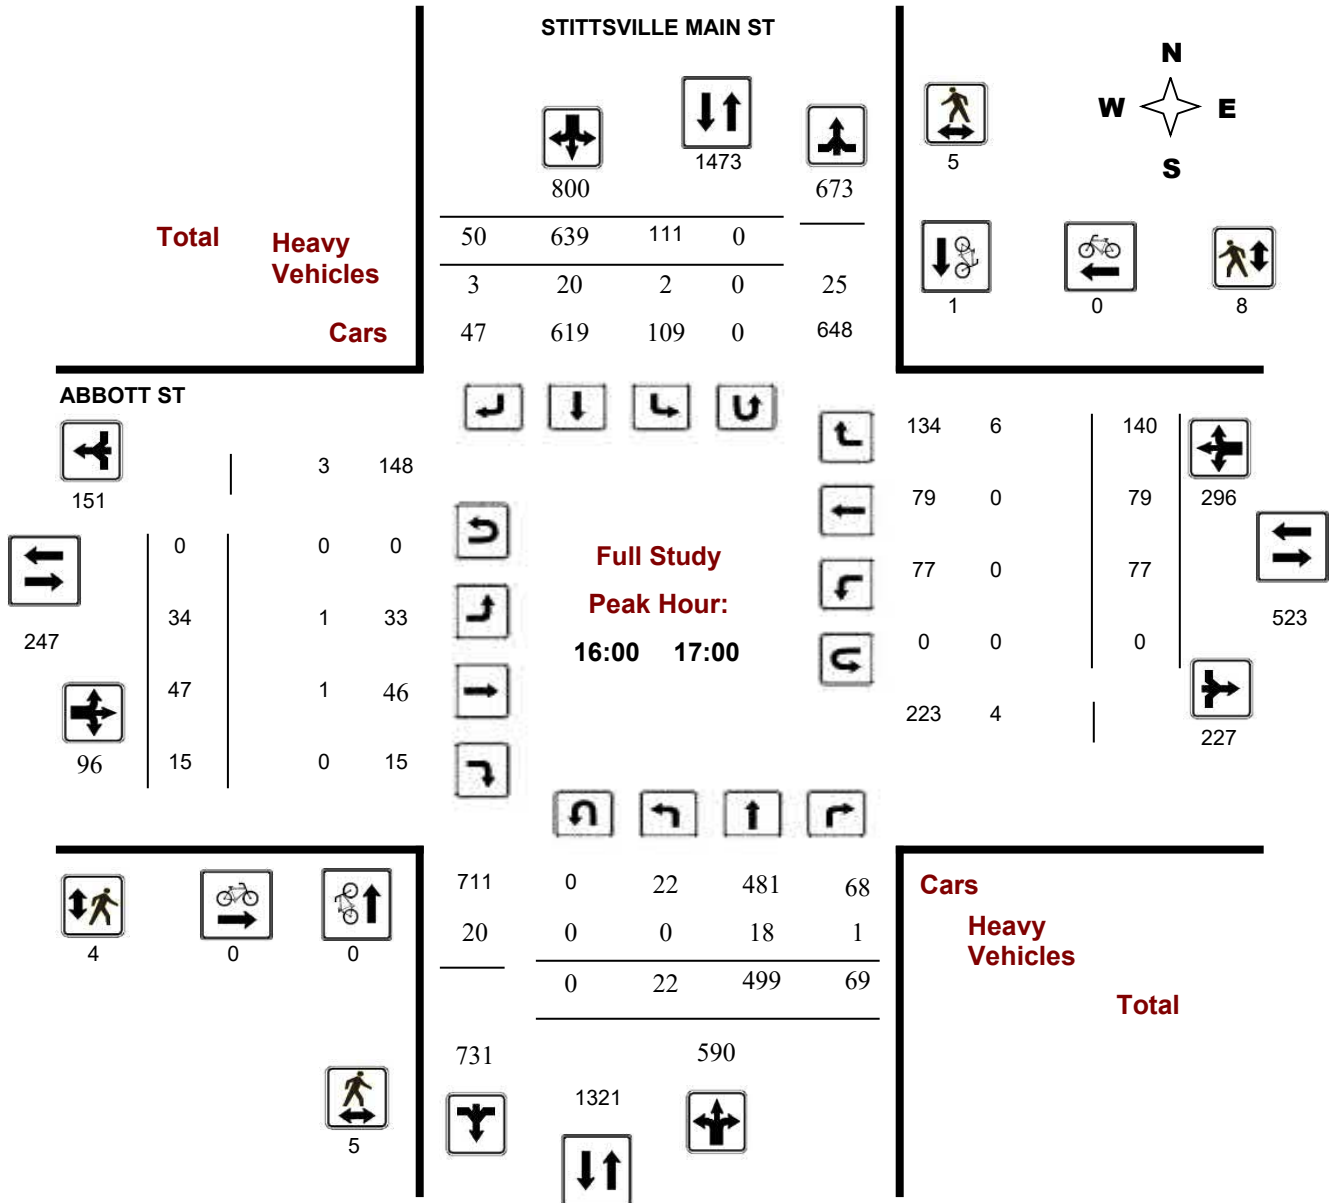 STITTSVILLE MAIN ST
N
W E
S
1473
5
800
673
Total
Heavy
Vehicles
Cars
50 639 111 0
3 20 2 0 25
47 619 109 0 648
1 0 8
ABBOTT ST
151
3 148
0 0 0
34 1 33
247
47 1 46
96
15 0 15
Full Study
Peak Hour:
16:00 17:00
134 6 140
79 0 79
296
77 0 77
523
0 0 0
223 4
227
4 0 0
5
711 0 22 481 68
20 0 0 18 1
0 22 499 69
731 590
1321
Cars
Heavy
Vehicles
Total